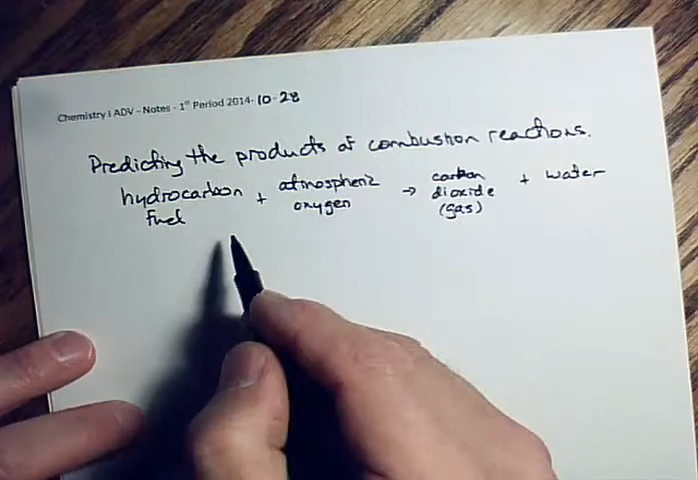 Chemistry I ADV – Notes - 1st Period 2014-10-28
Predicting the products of combustion reactions.
hydrocarbon fuel + atmospheric oxygen → carbon dioxide (gas) + water